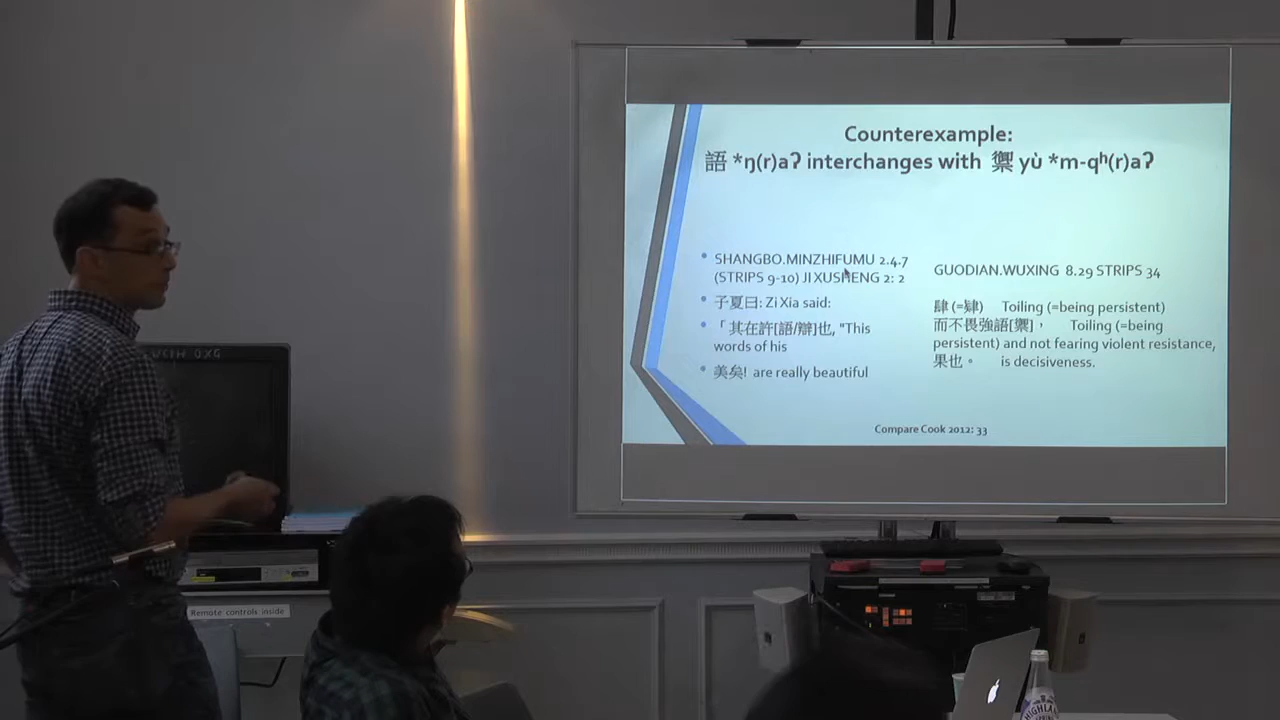 Counterexample:
語 *ŋ(r)aʔ interchanges with 禦 yù *m-qʰ(r)aʔ
• SHANGBO.MINZHIFUMU 2.4.7
(STRIPS 9-10) JI XUSHENG 2: 2
• 子夏曰: Zi Xia said:
• 「其在許[語/辯]也, "This
words of his
• 美矣! are really beautiful
GUODIAN.WUXING 8.29 STRIPS 34
肆 (=肄) Toiling (=being persistent)
而不畏強語[禦]， Toiling (=being
persistent) and not fearing violent resistance,
果也。 is decisiveness.
Compare Cook 2012: 33
Remote controls inside
HIGHLAND